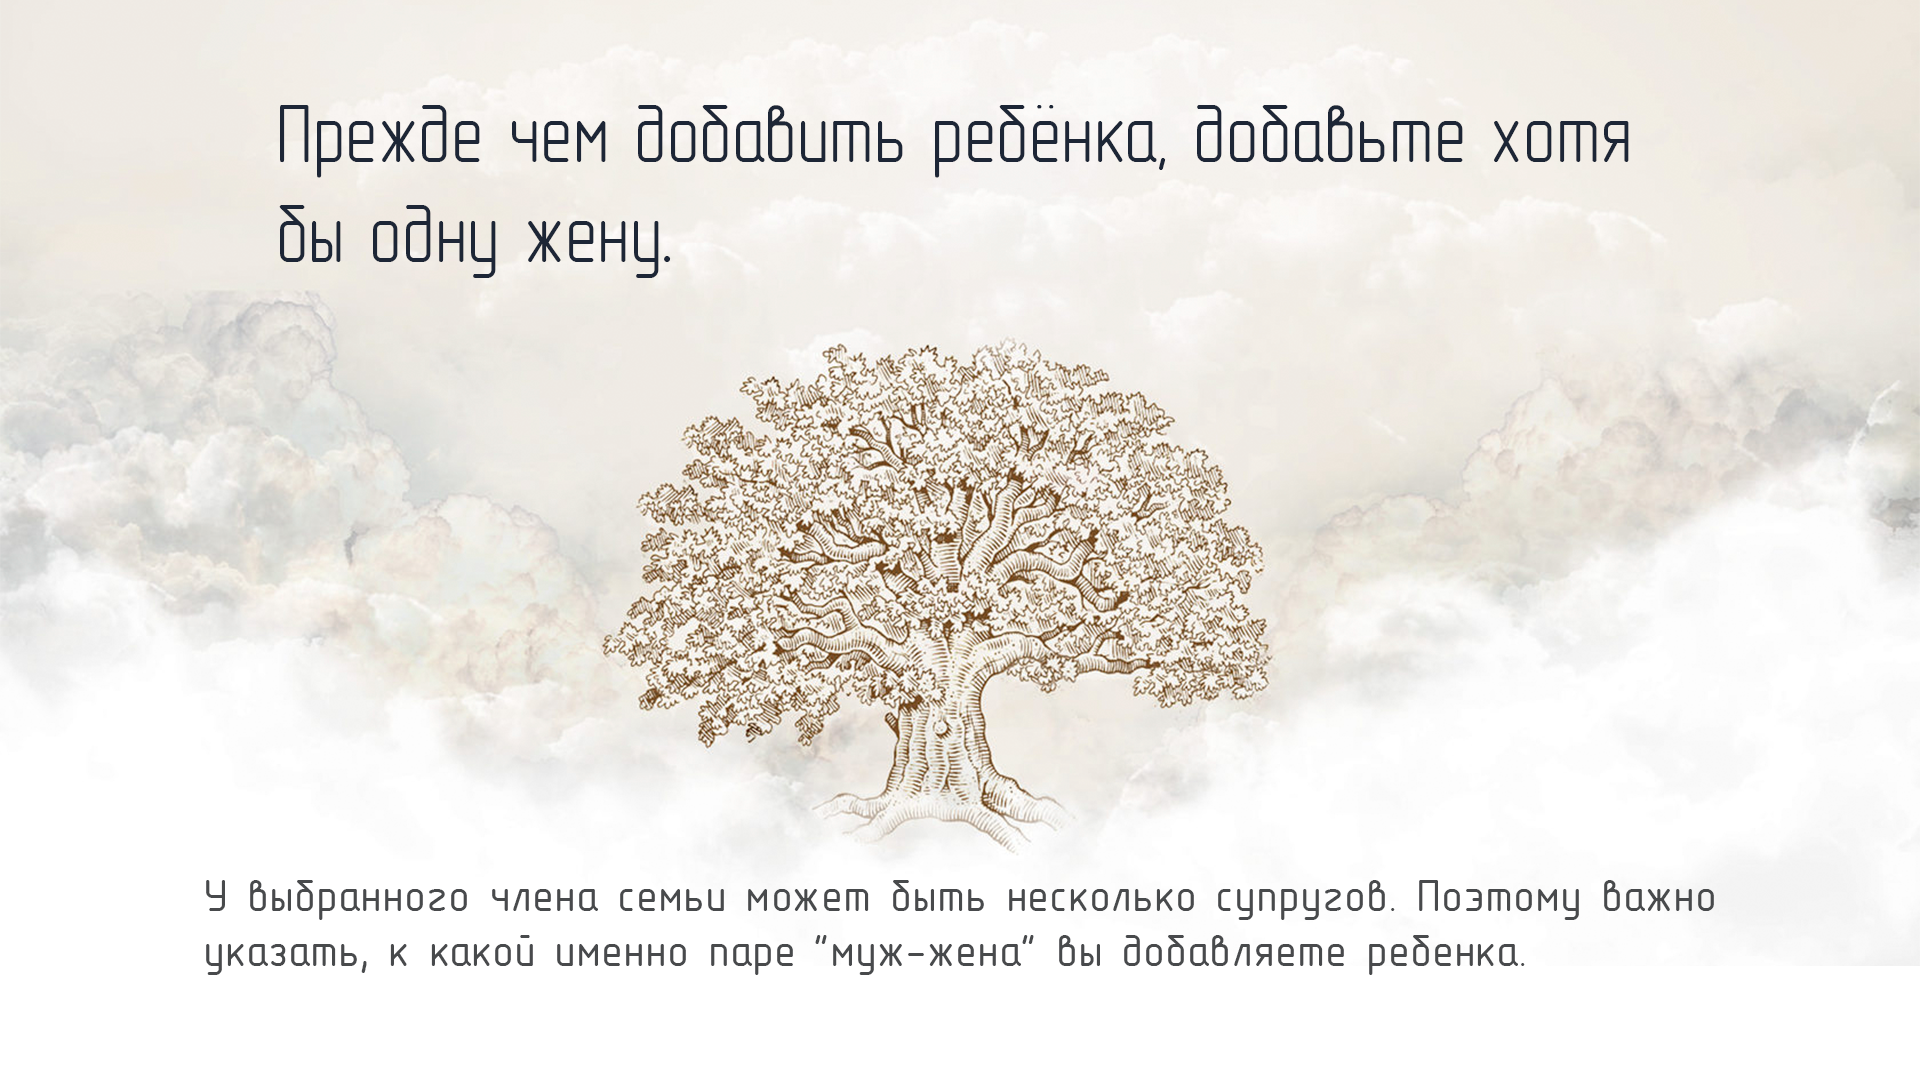 Прежде чем добавить ребёнка, добавьте хотя
бы одну жену.
У выбранного члена семьи может быть несколько супругов. Поэтому важно
указать, к какой именно паре "муж-жена" вы добавляете ребенка.